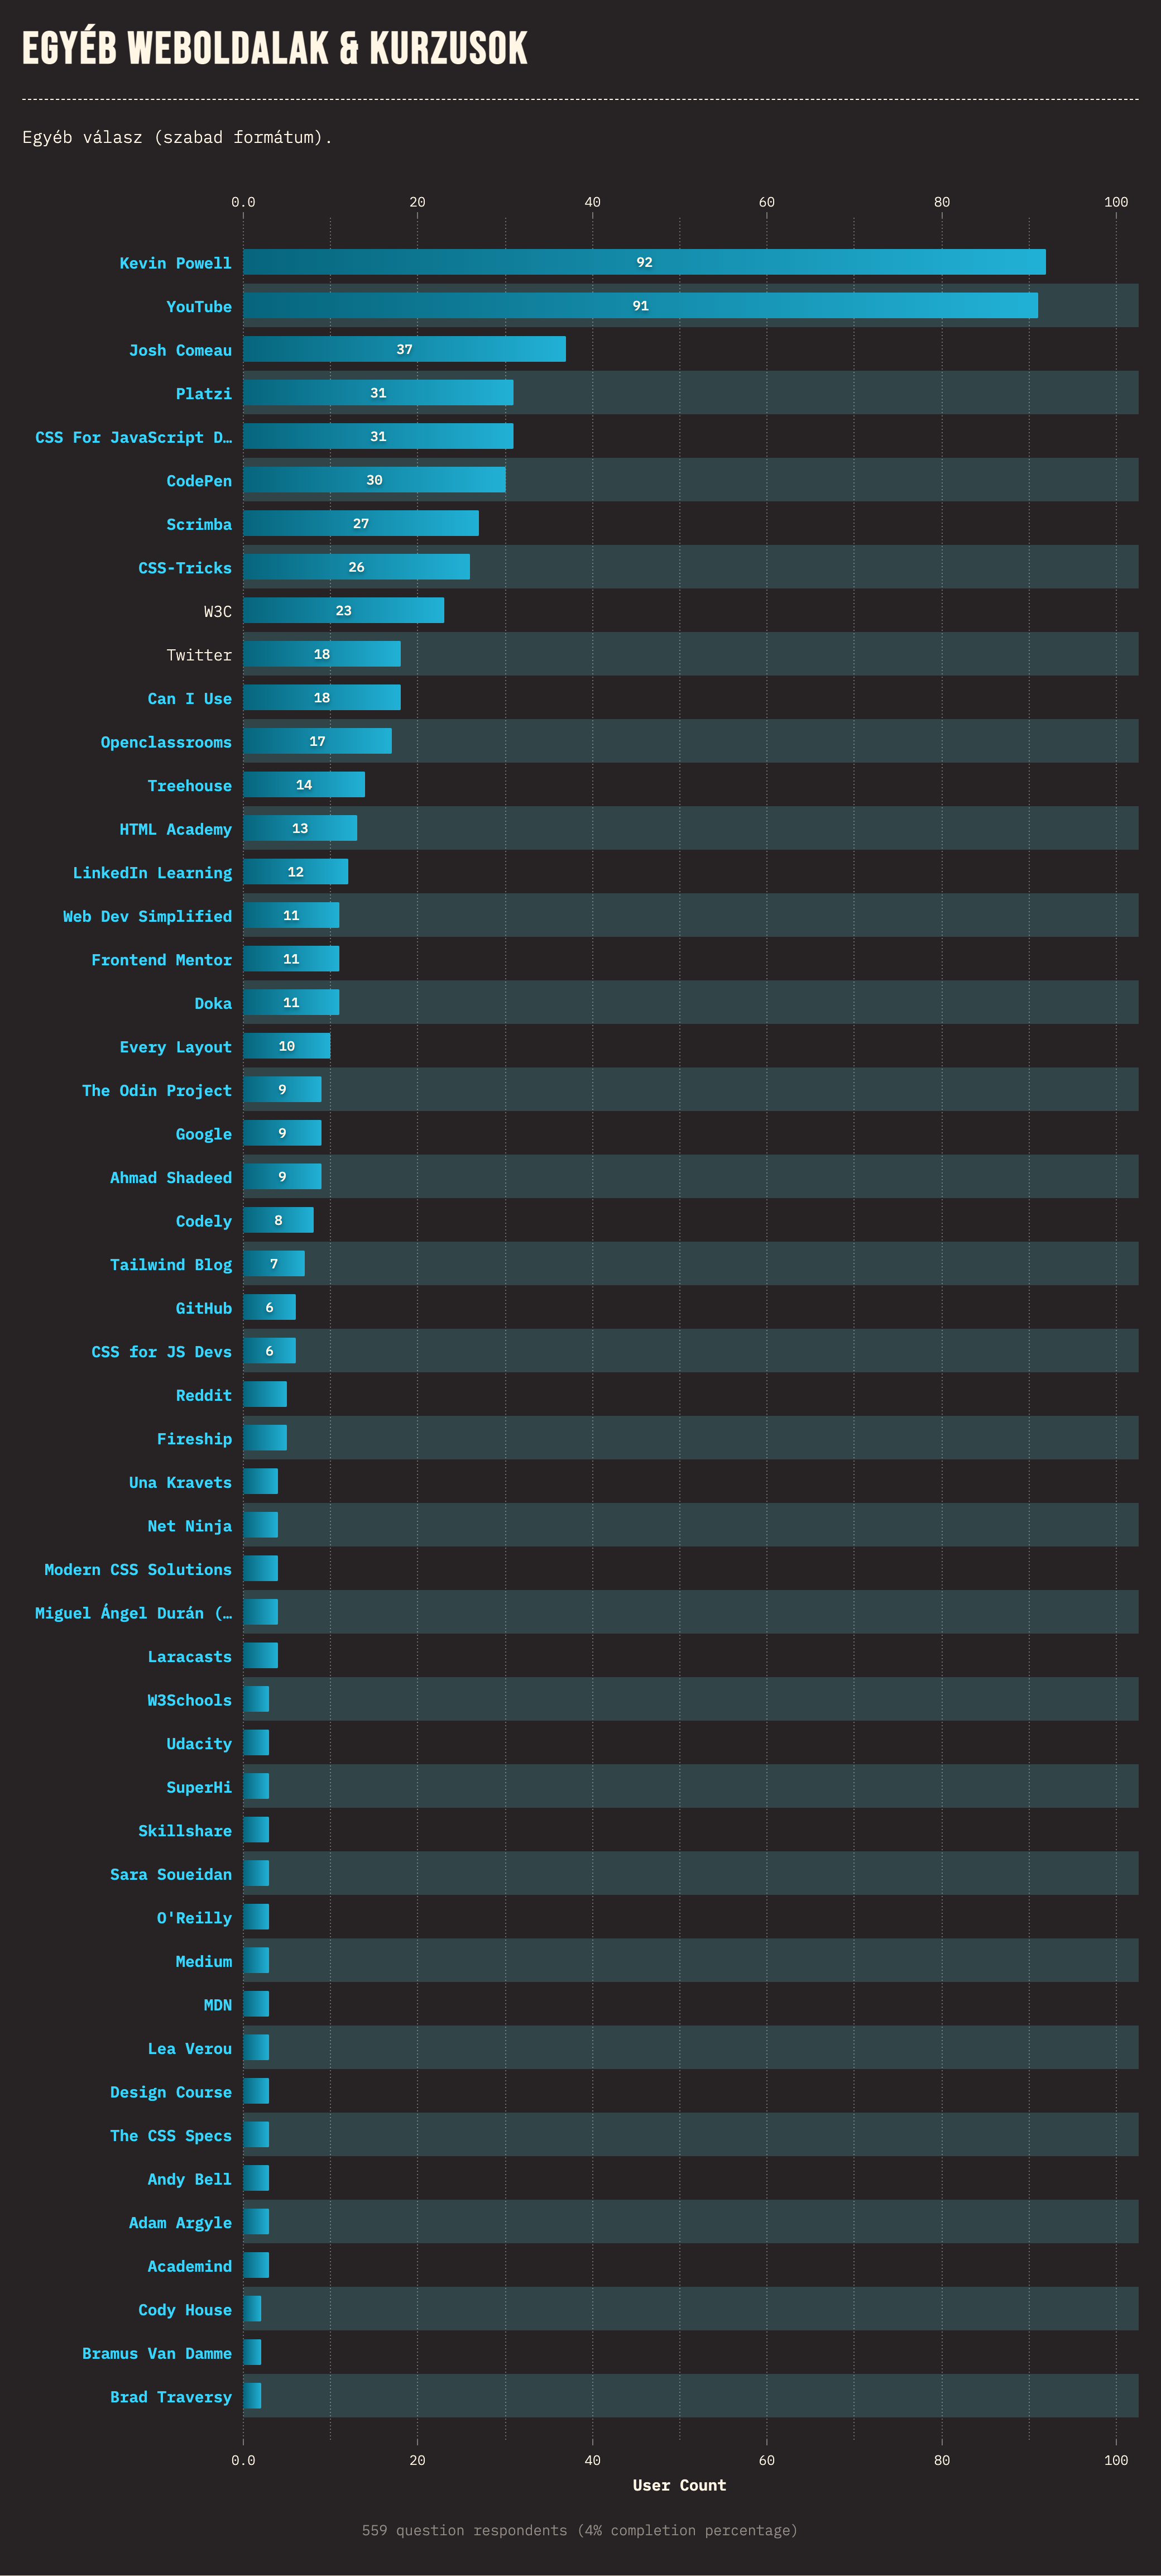 EGYÉB WEBOLDALAK & KURZUSOK
Egyéb válasz (szabad formátum).
0.0 20 40 60 80 100
Kevin Powell 92
YouTube 91
Josh Comeau 37
Platzi 31
CSS For JavaScript D… 31
CodePen 30
Scrimba 27
CSS-Tricks 26
W3C 23
Twitter 18
Can I Use 18
Openclassrooms 17
Treehouse 14
HTML Academy 13
LinkedIn Learning 12
Web Dev Simplified 11
Frontend Mentor 11
Doka 11
Every Layout 10
The Odin Project 9
Google 9
Ahmad Shadeed 9
Codely 8
Tailwind Blog 7
GitHub 6
CSS for JS Devs 6
Reddit
Fireship
Una Kravets
Net Ninja
Modern CSS Solutions
Miguel Ángel Durán (…
Laracasts
W3Schools
Udacity
SuperHi
Skillshare
Sara Soueidan
O'Reilly
Medium
MDN
Lea Verou
Design Course
The CSS Specs
Andy Bell
Adam Argyle
Academind
Cody House
Bramus Van Damme
Brad Traversy
0.0 20 40 60 80 100
User Count
559 question respondents (4% completion percentage)